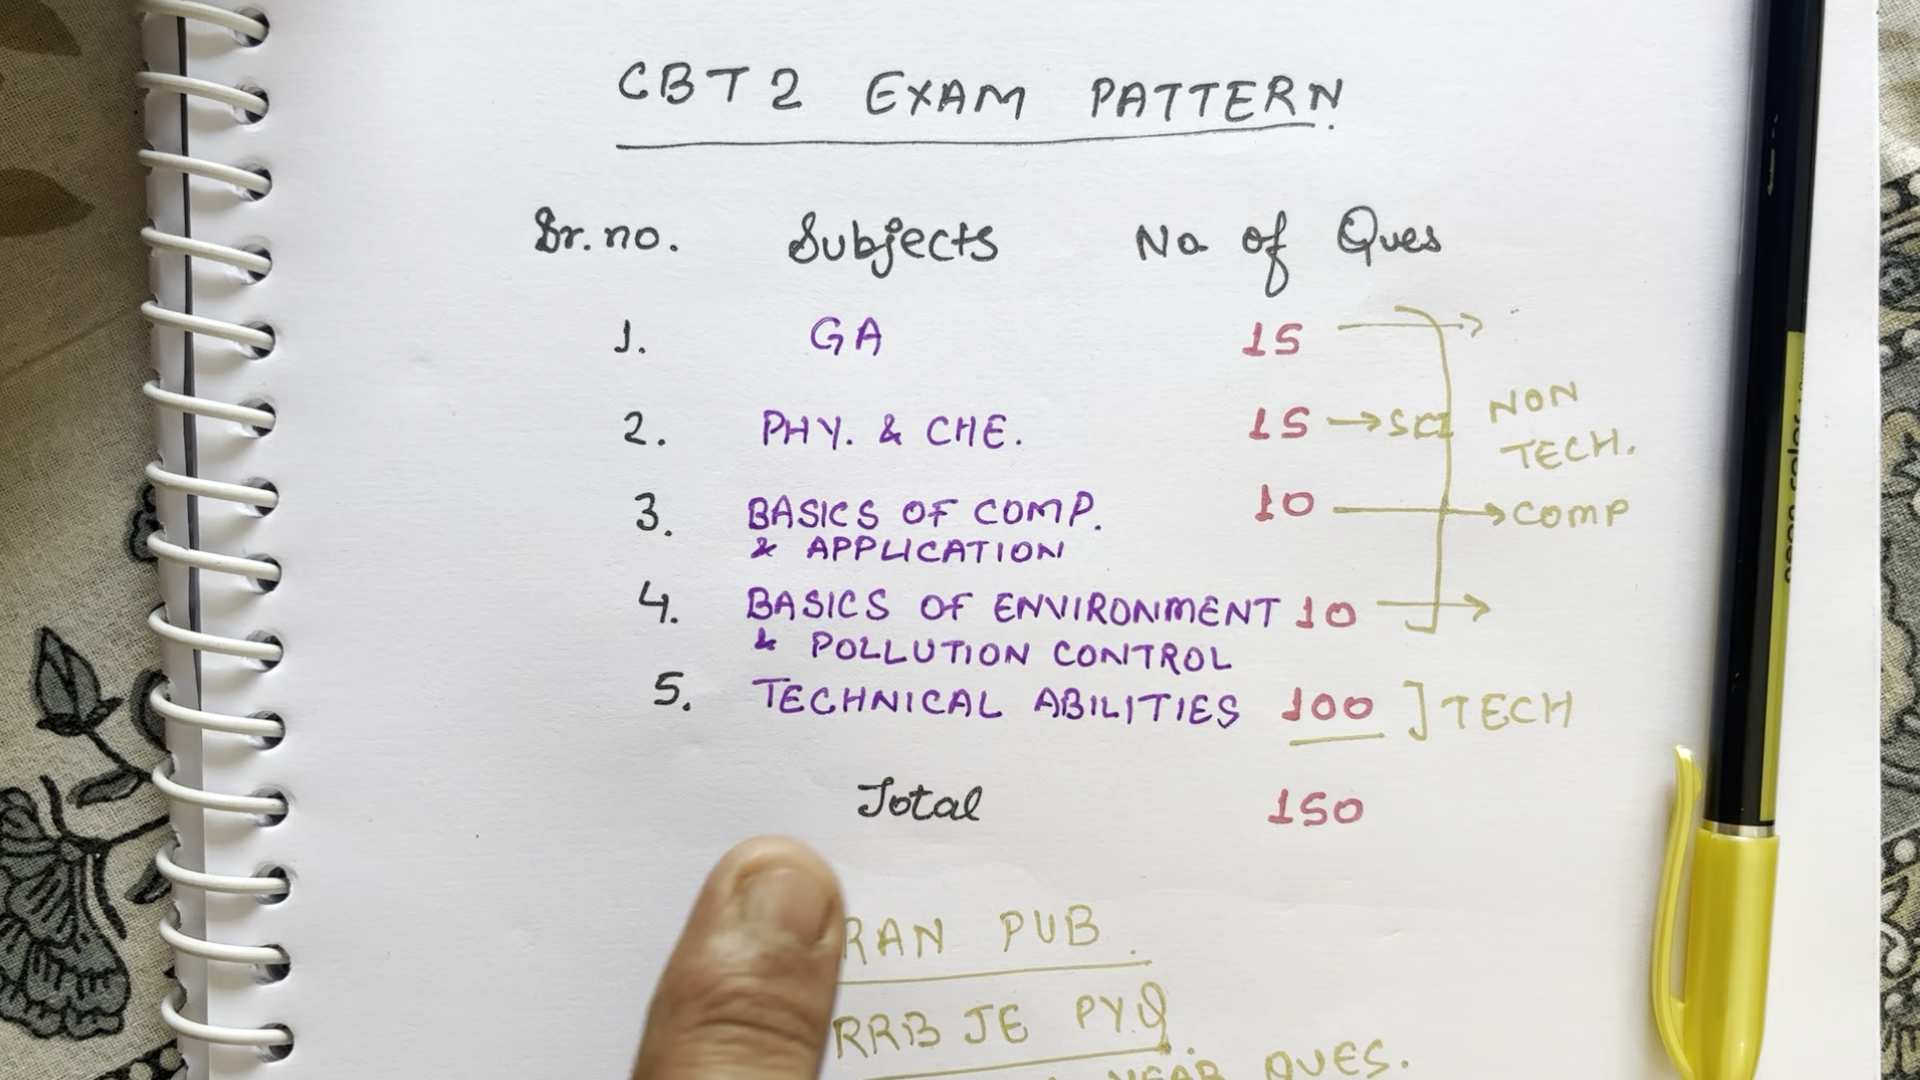 CBT 2 EXAM PATTERN.
Sr. no. Subjects No of Ques
1. GA 15 →
2. PHY. & CHE. 15 → SCI
NON
TECH.
3. BASICS OF COMP. 10 → COMP
& APPLICATION
4. BASICS OF ENVIRONMENT 10 →
& POLLUTION CONTROL
5. TECHNICAL ABILITIES 100 ] TECH
Total 150
PUB.
RRB JE PYQ.
QUES.